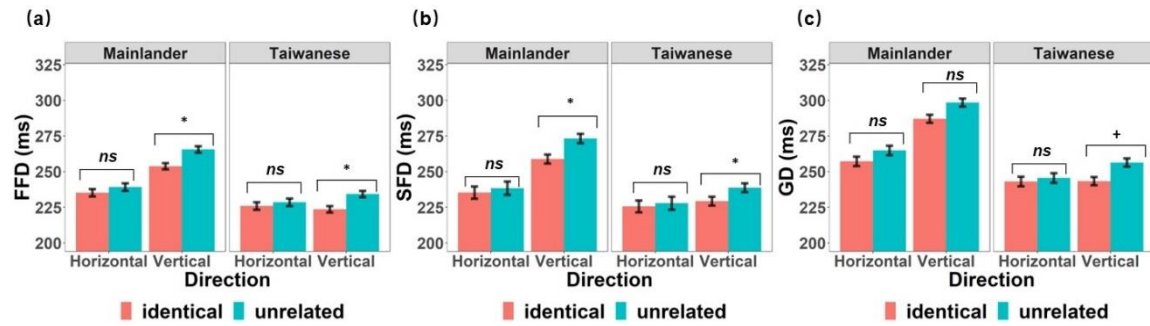 (a)
Mainlander Taiwanese
325
300
275
250
225
200
FFD (ms)
ns * ns *
Horizontal Vertical Horizontal Vertical
Direction
identical unrelated
(b)
Mainlander Taiwanese
325
300
275
250
225
200
SFD (ms)
ns * ns *
Horizontal Vertical Horizontal Vertical
Direction
identical unrelated
(c)
Mainlander Taiwanese
325
300
275
250
225
200
GD (ms)
ns ns ns +
Horizontal Vertical Horizontal Vertical
Direction
identical unrelated